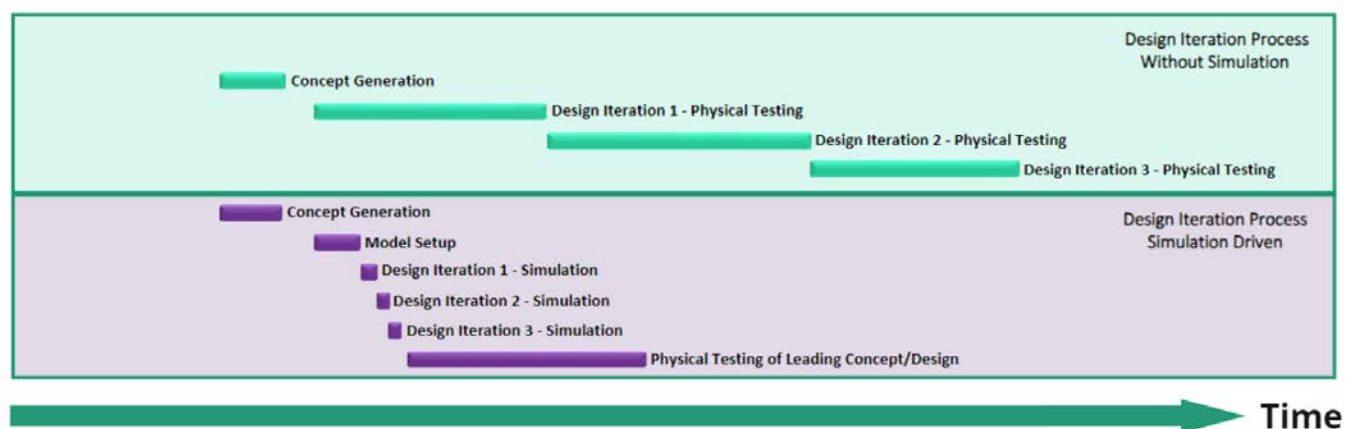 Design Iteration Process
Without Simulation
Concept Generation
Design Iteration 1 - Physical Testing
Design Iteration 2 - Physical Testing
Design Iteration 3 - Physical Testing
Concept Generation
Design Iteration Process
Simulation Driven
Model Setup
Design Iteration 1 - Simulation
Design Iteration 2 - Simulation
Design Iteration 3 - Simulation
Physical Testing of Leading Concept/Design
Time